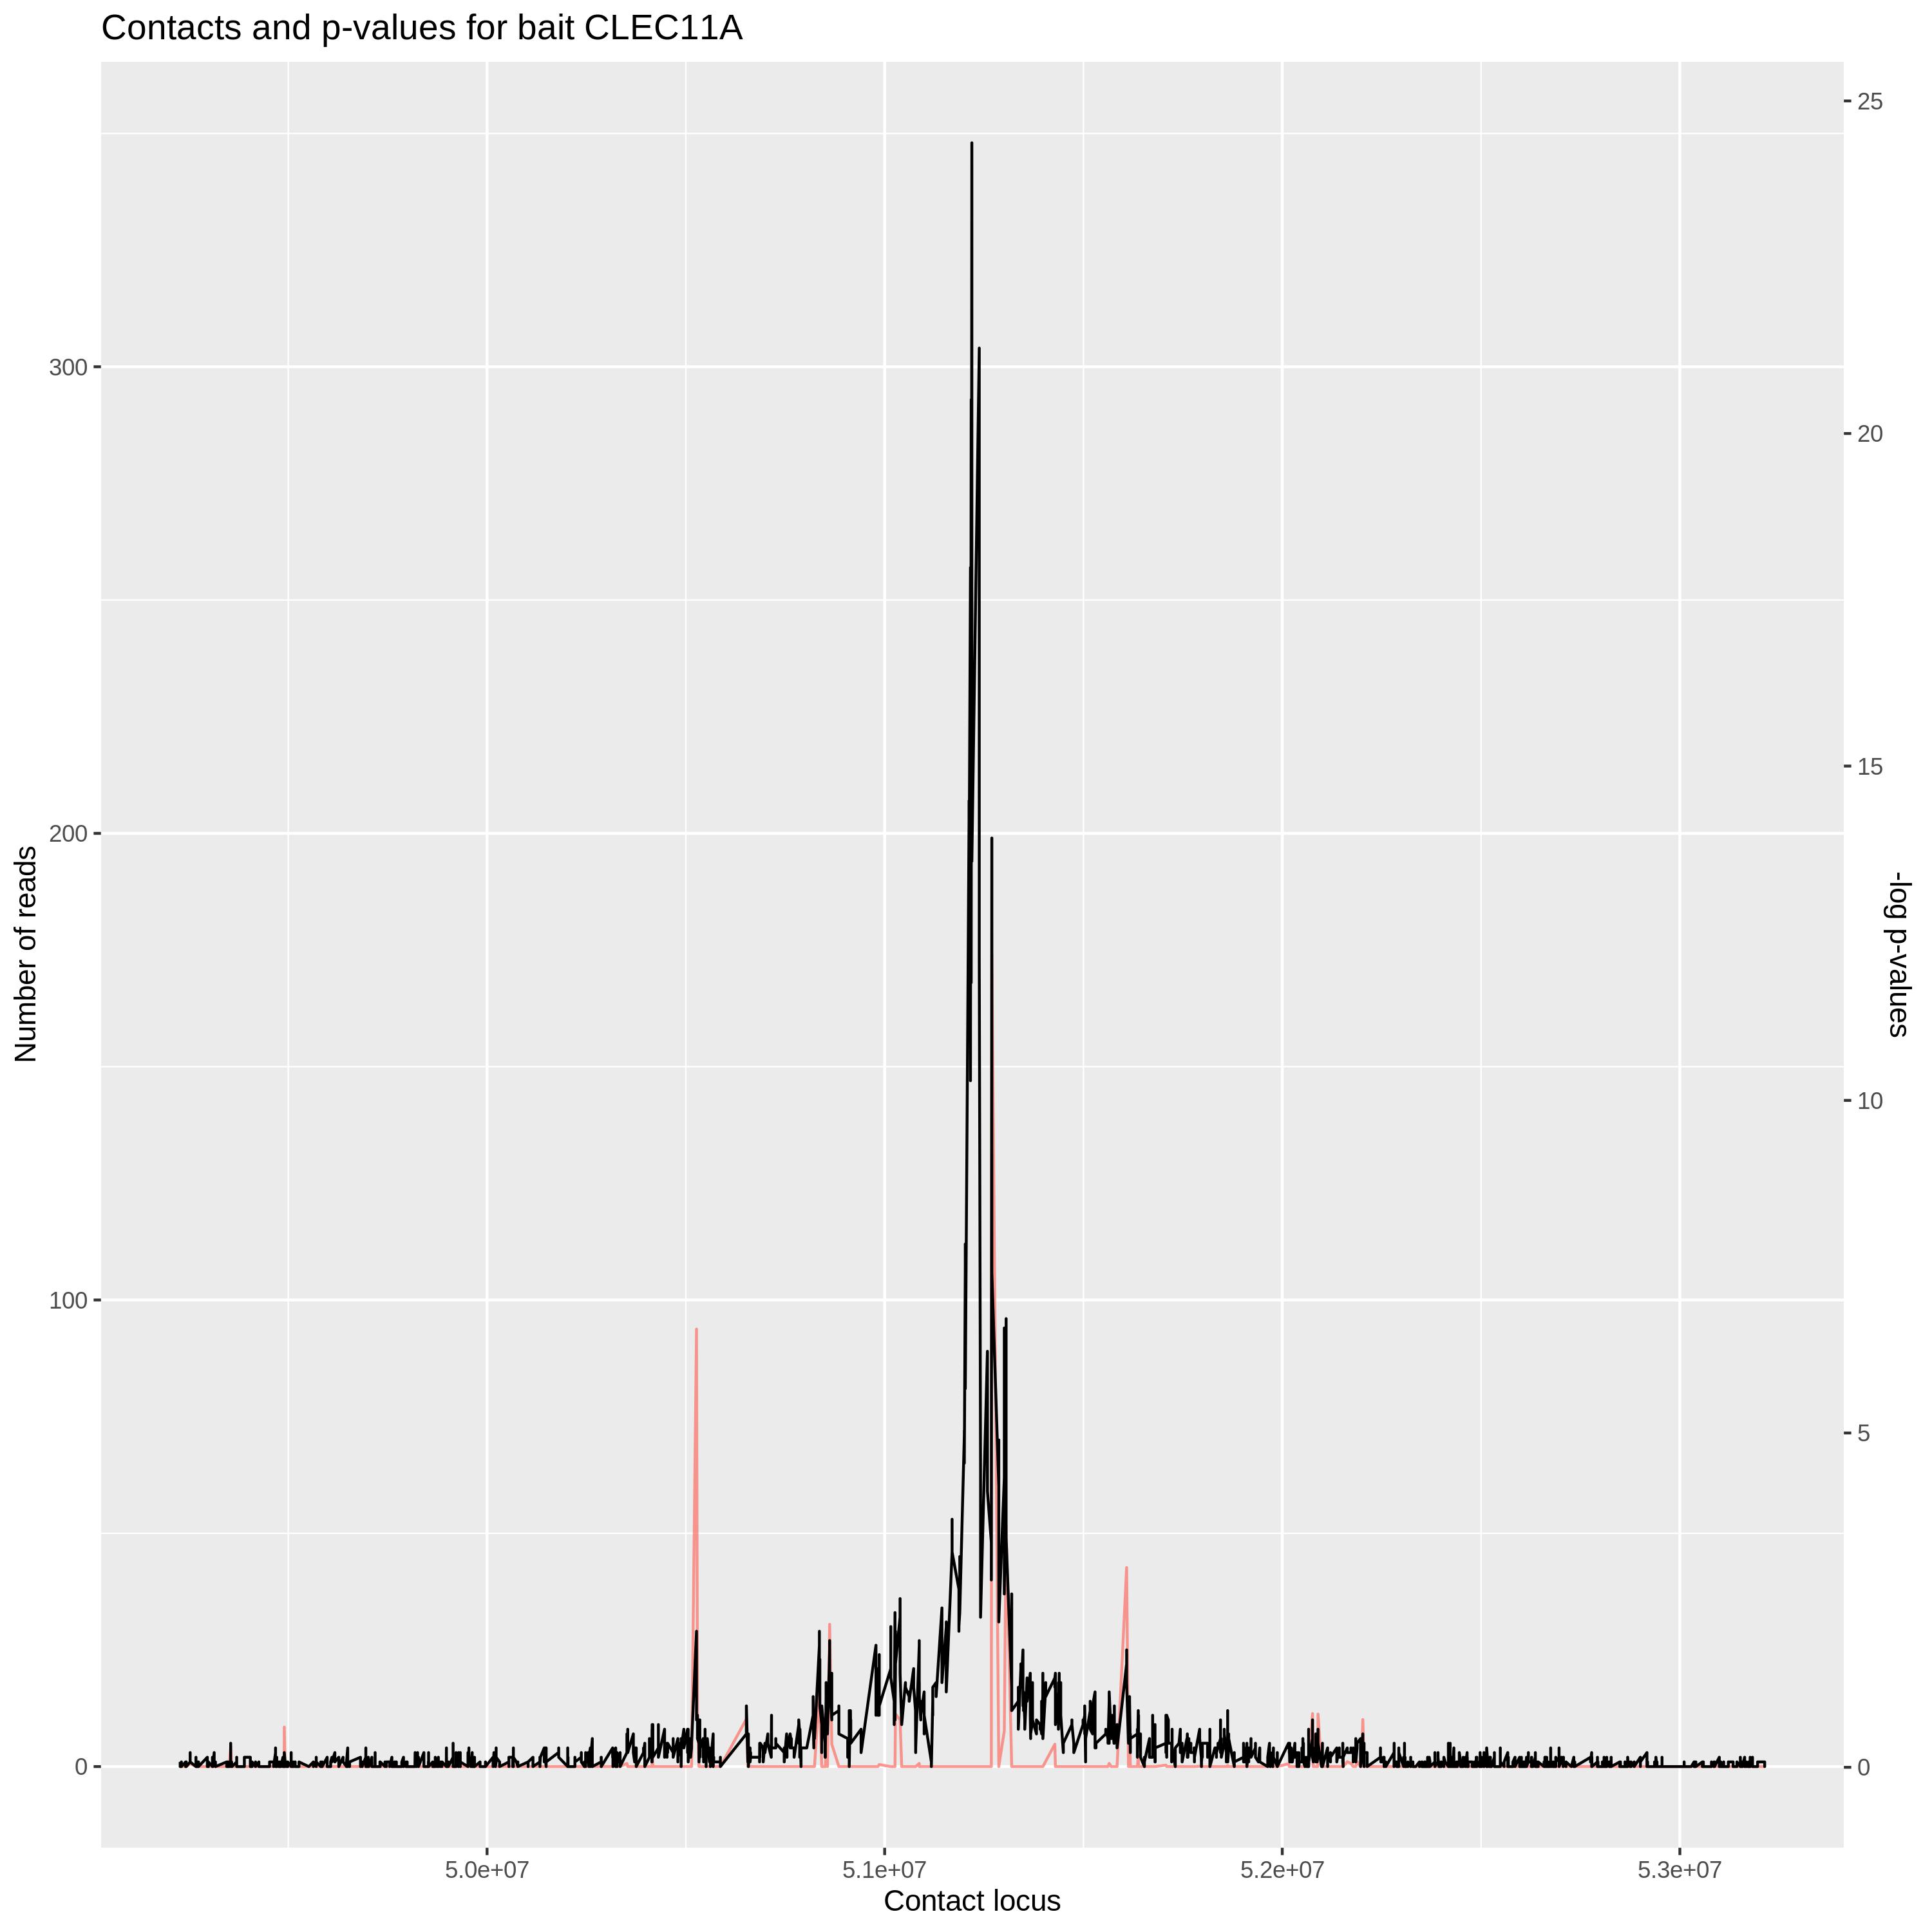 Contacts and p-values for bait CLEC11A
Number of reads
300
200
100
0
25
20
15
10
5
0
-log p-values
5.0e+07
5.1e+07
5.2e+07
5.3e+07
Contact locus